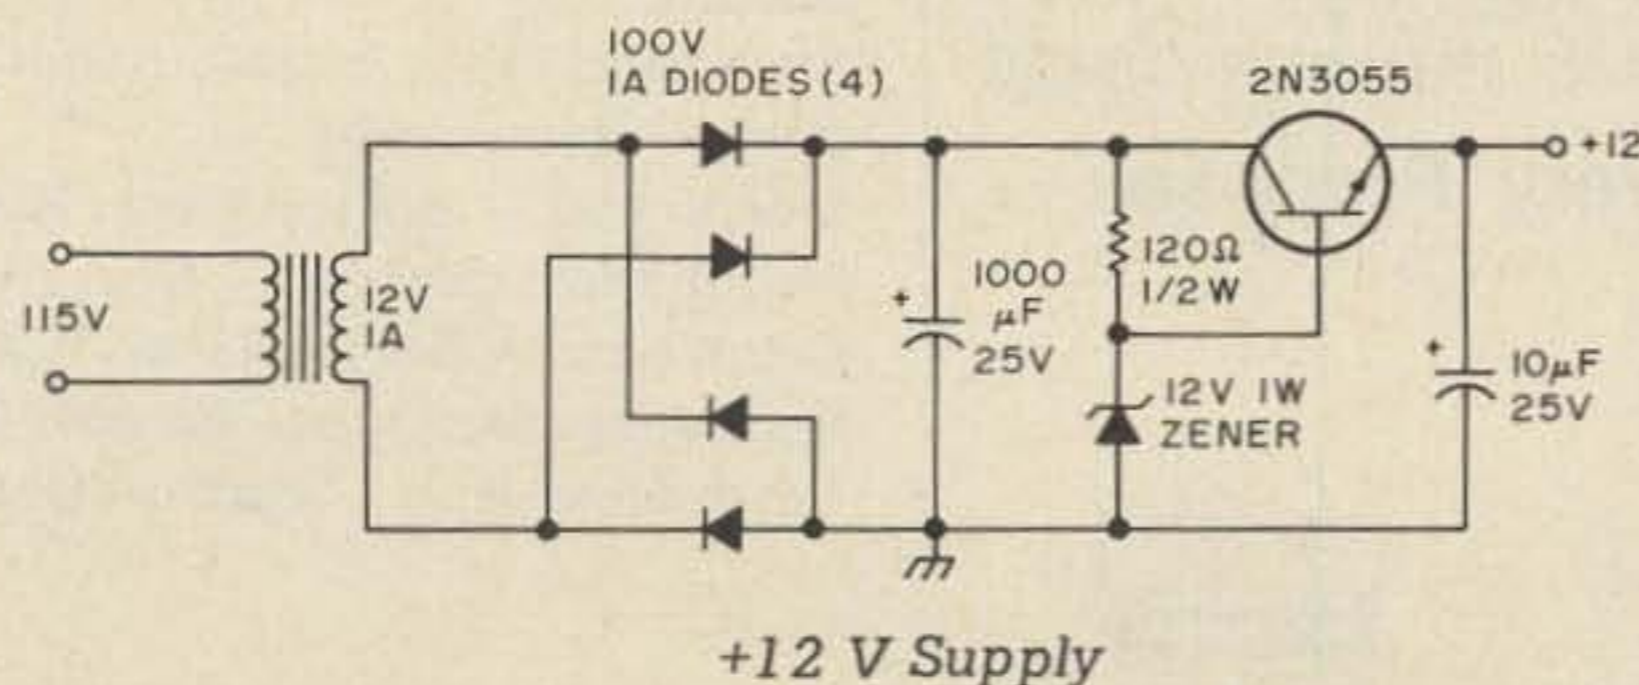 100V
1A DIODES (4)
2N3055
+12
115V
12V
1A
+
1000
µF
25V
120Ω
1/2 W
12V 1W
ZENER
+
10µF
25V
+12 V Supply